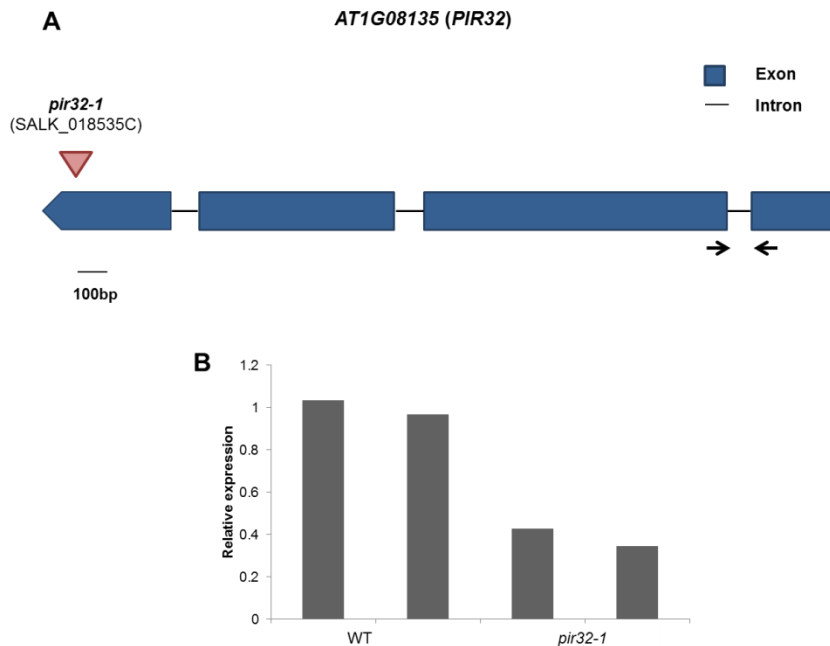 A
AT1G08135 (PIR32)
Exon
Intron
pir32-1
(SALK_018535C)
100bp
B
Relative expression
1.2
1
0.8
0.6
0.4
0.2
0
WT
pir32-1